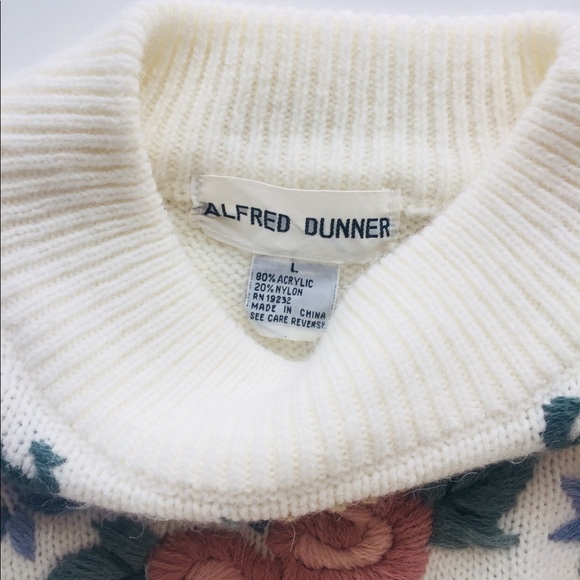 ALFRED DUNNER
L
80% ACRYLIC
20% NYLON
RN 19232
MADE IN CHINA
SEE CARE REVERSE